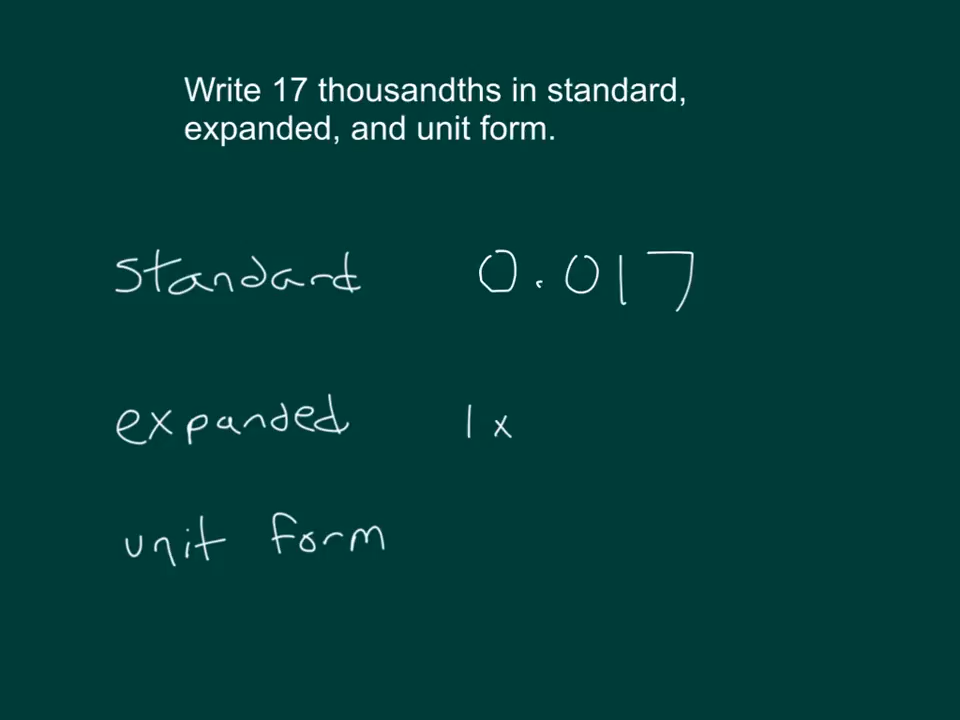 Write 17 thousandths in standard,
expanded, and unit form.
standard 0.017
expanded 1 x
unit form